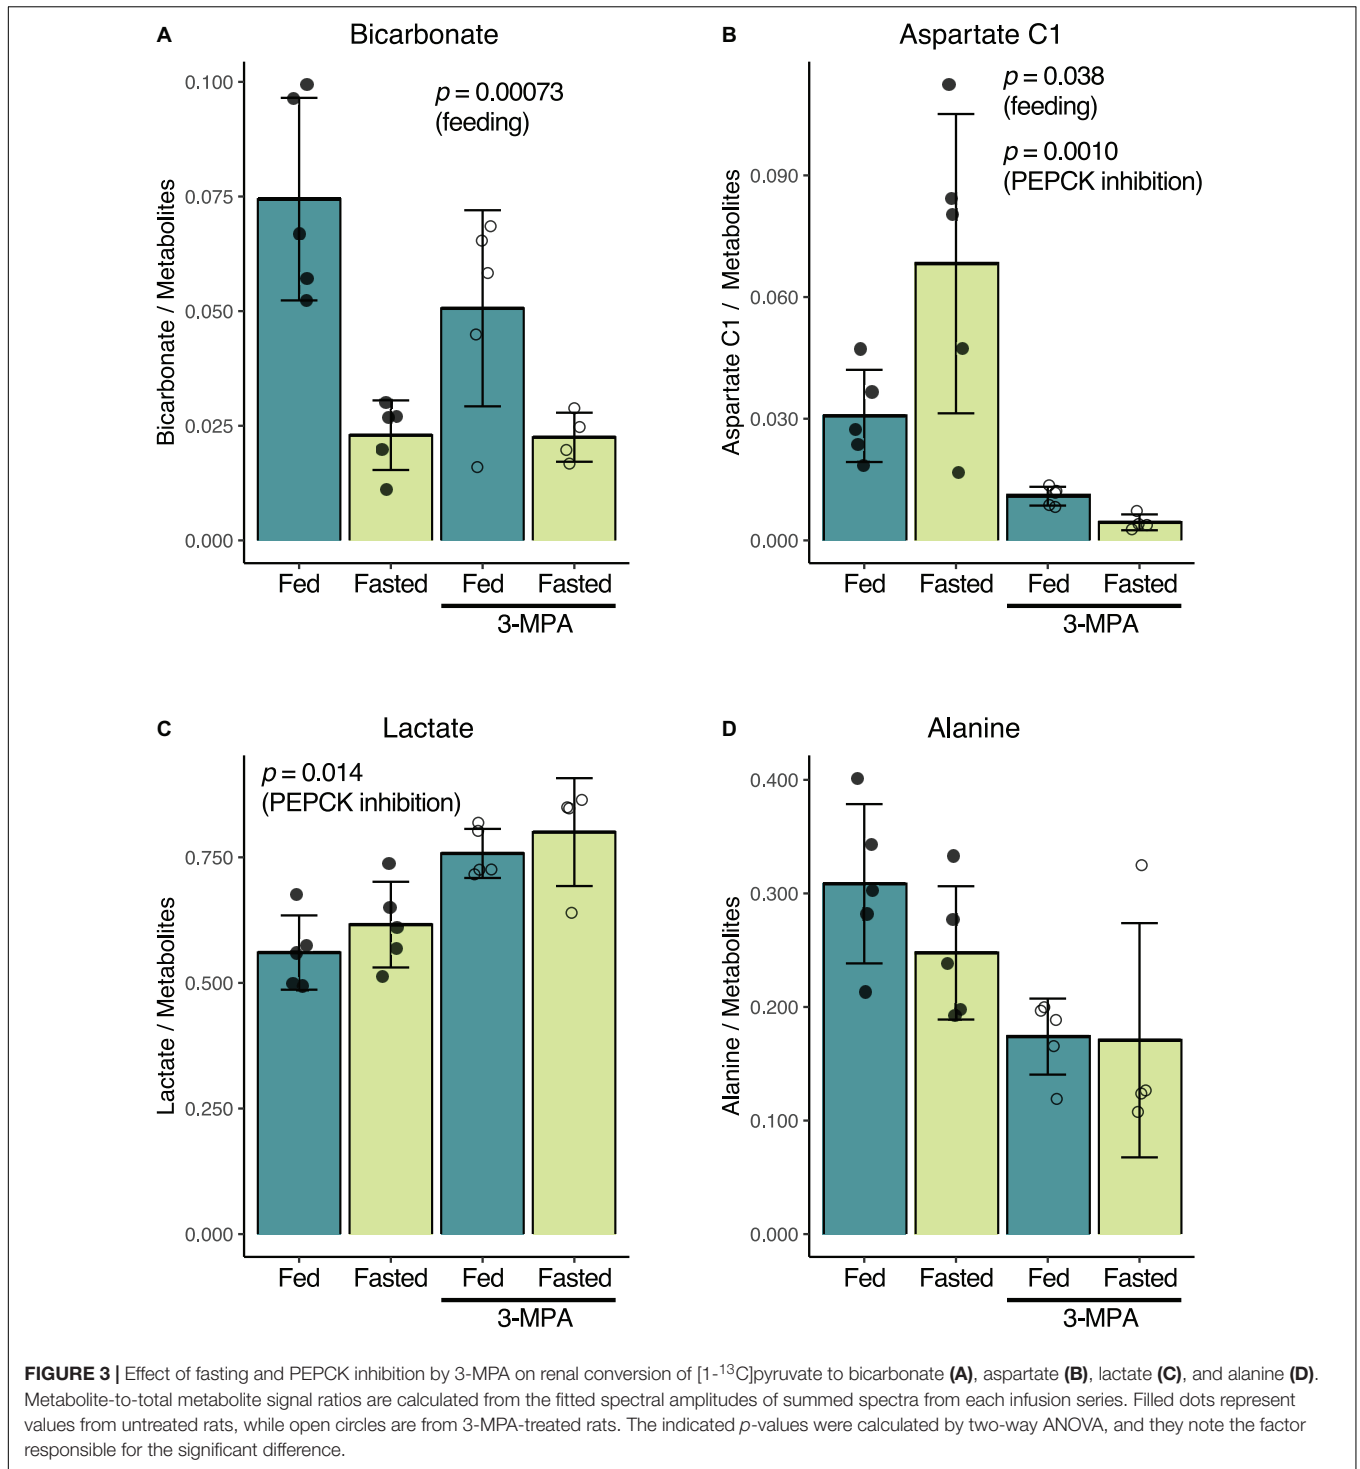 A Bicarbonate
p = 0.00073
(feeding)
Bicarbonate / Metabolites
0.100
0.075
0.050
0.025
0.000
Fed Fasted Fed Fasted
3-MPA
B Aspartate C1
p = 0.038
(feeding)
p = 0.0010
(PEPCK inhibition)
Aspartate C1 / Metabolites
0.090
0.060
0.030
0.000
Fed Fasted Fed Fasted
3-MPA
C Lactate
p = 0.014
(PEPCK inhibition)
Lactate / Metabolites
0.750
0.500
0.250
0.000
Fed Fasted Fed Fasted
3-MPA
D Alanine
Alanine / Metabolites
0.400
0.300
0.200
0.100
0.000
Fed Fasted Fed Fasted
3-MPA
FIGURE 3 | Effect of fasting and PEPCK inhibition by 3-MPA on renal conversion of [1-¹³C]pyruvate to bicarbonate (A), aspartate (B), lactate (C), and alanine (D).
Metabolite-to-total metabolite signal ratios are calculated from the fitted spectral amplitudes of summed spectra from each infusion series. Filled dots represent
values from untreated rats, while open circles are from 3-MPA-treated rats. The indicated p-values were calculated by two-way ANOVA, and they note the factor
responsible for the significant difference.